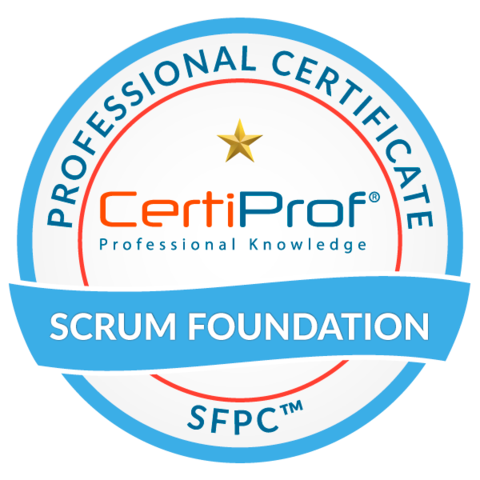 PROFESSIONAL CERTIFICATE
CertiProf®
Professional Knowledge
SCRUM FOUNDATION
SFPC™